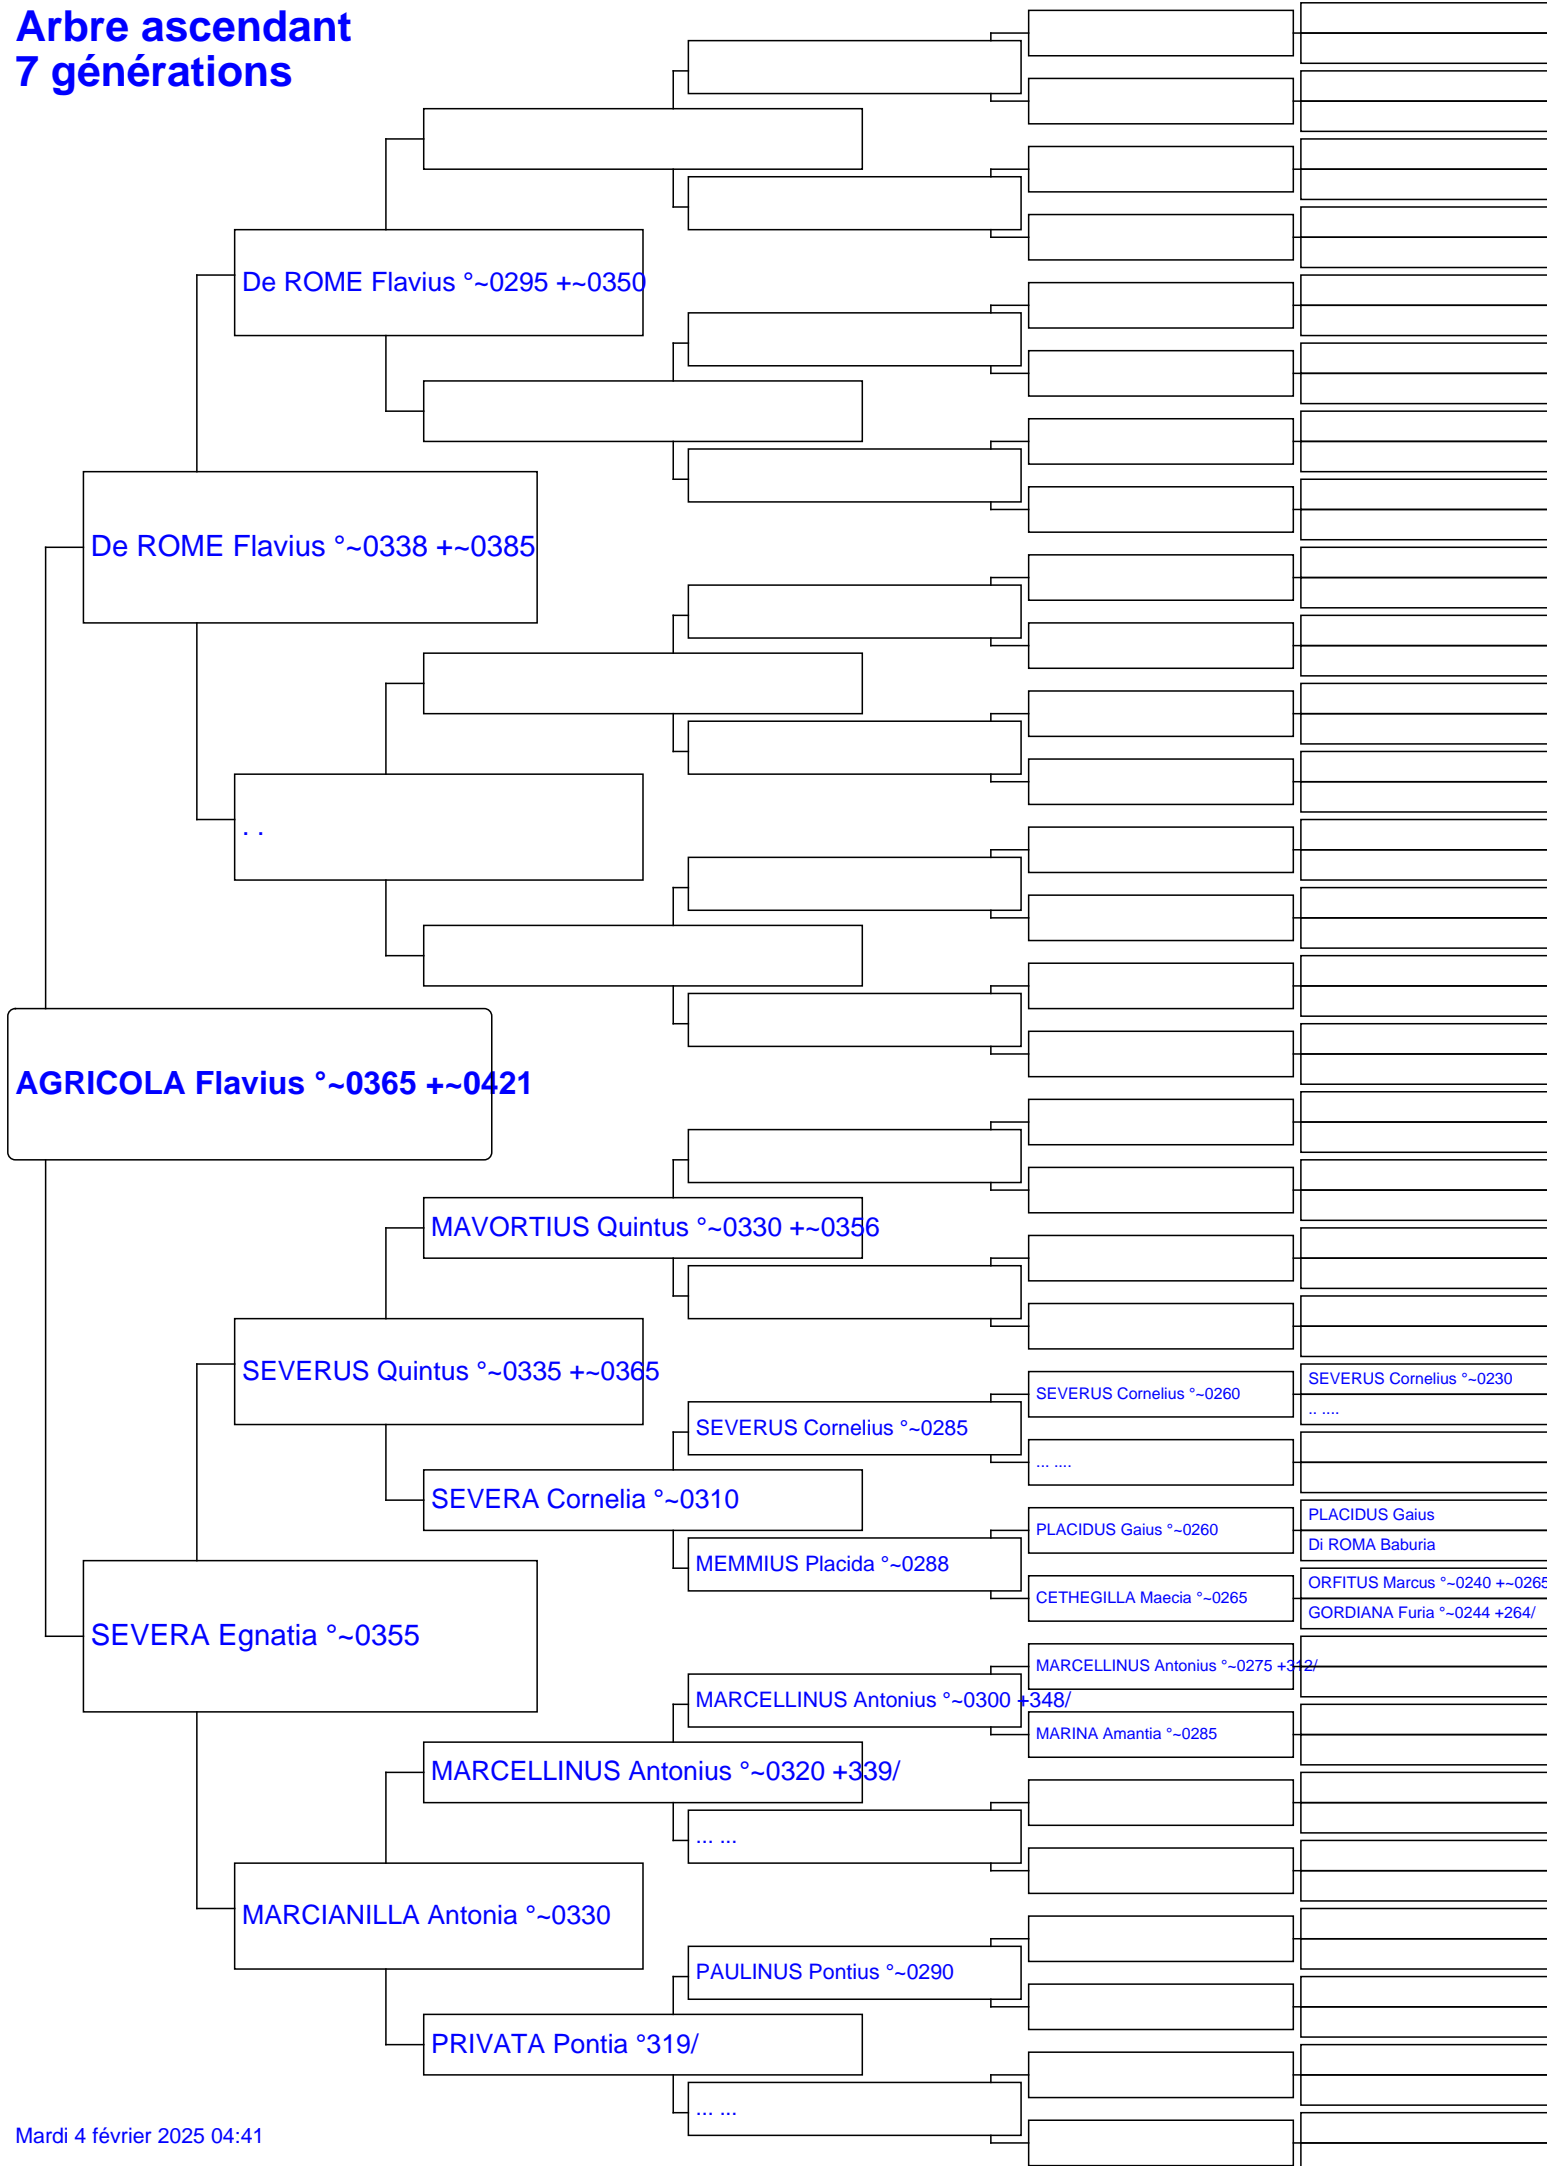 Arbre ascendant
7 générations
De ROME Flavius °~0295 +~0350
De ROME Flavius °~0338 +~0385
. .
AGRICOLA Flavius °~0365 +~0421
MAVORTIUS Quintus °~0330 +~0356
SEVERUS Quintus °~0335 +~0365
SEVERUS Cornelius °~0260
SEVERUS Cornelius °~0230
.. ....
SEVERUS Cornelius °~0285
... ....
SEVERA Cornelia °~0310
PLACIDUS Gaius °~0260
PLACIDUS Gaius
Di ROMA Baburia
MEMMIUS Placida °~0288
CETHEGILLA Maecia °~0265
ORFITUS Marcus °~0240 +~0265
GORDIANA Furia °~0244 +264/
SEVERA Egnatia °~0355
MARCELLINUS Antonius °~0275 +312/
MARCELLINUS Antonius °~0300 +348/
MARINA Amantia °~0285
MARCELLINUS Antonius °~0320 +339/
... ...
MARCIANILLA Antonia °~0330
PAULINUS Pontius °~0290
PRIVATA Pontia °319/
... ...
Mardi 4 février 2025 04:41